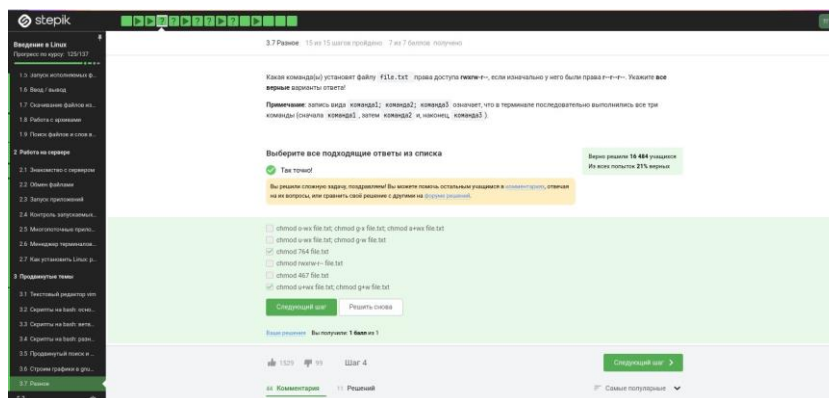 stepik
Введение в Linux
Прогресс по курсу: 125/137
1.5 Запуск исполняемых ф...
1.6 Ввод / вывод
1.7 Скачивание файлов из...
1.8 Работа с архивами
1.9 Поиск файлов и слов в...
2 Работа на сервере
2.1 Знакомство с сервером
2.2 Обмен файлами
2.3 Запуск приложений
2.4 Контроль запускаемых...
2.5 Многопоточные прило...
2.6 Менеджер терминалов...
2.7 Как установить Linux: р...
3 Продвинутые темы
3.1 Текстовый редактор vim
3.2 Скрипты на bash: осно...
3.3 Скрипты на bash: ветв...
3.4 Скрипты на bash: разн...
3.5 Продвинутый поиск и ...
3.6 Строим графики в gnu...
3.7 Разное
3.7 Разное 15 из 15 шагов пройдено 7 из 7 баллов получено
Какая команда(ы) установят файлу file.txt права доступа rwxrw-r--, если изначально у него были права r--r--r--. Укажите все
верные варианты ответа!
Примечание: запись вида команда1; команда2; команда3 означает, что в терминале последовательно выполнились все три
команды (сначала команда1, затем команда2 и, наконец, команда3).
Выберите все подходящие ответы из списка
Так точно!
Верно решили 16 484 учащихся
Из всех попыток 21% верных
Вы решили сложную задачу, поздравляем! Вы можете помочь остальным учащимся в комментариях, отвечая
на их вопросы, или сравнить своё решение с другими на форуме решений.
chmod o-wx file.txt; chmod g-x file.txt; chmod a+wx file.txt
chmod u-wx file.txt; chmod g-w file.txt
chmod 764 file.txt
chmod rwxrw-r-- file.txt
chmod 467 file.txt
chmod u+wx file.txt; chmod g+w file.txt
Следующий шаг
Решить снова
Ваши решения Вы получили: 1 балл из 1
1529
99
Шаг 4
Следующий шаг
Комментарии
Решений
Самые популярные